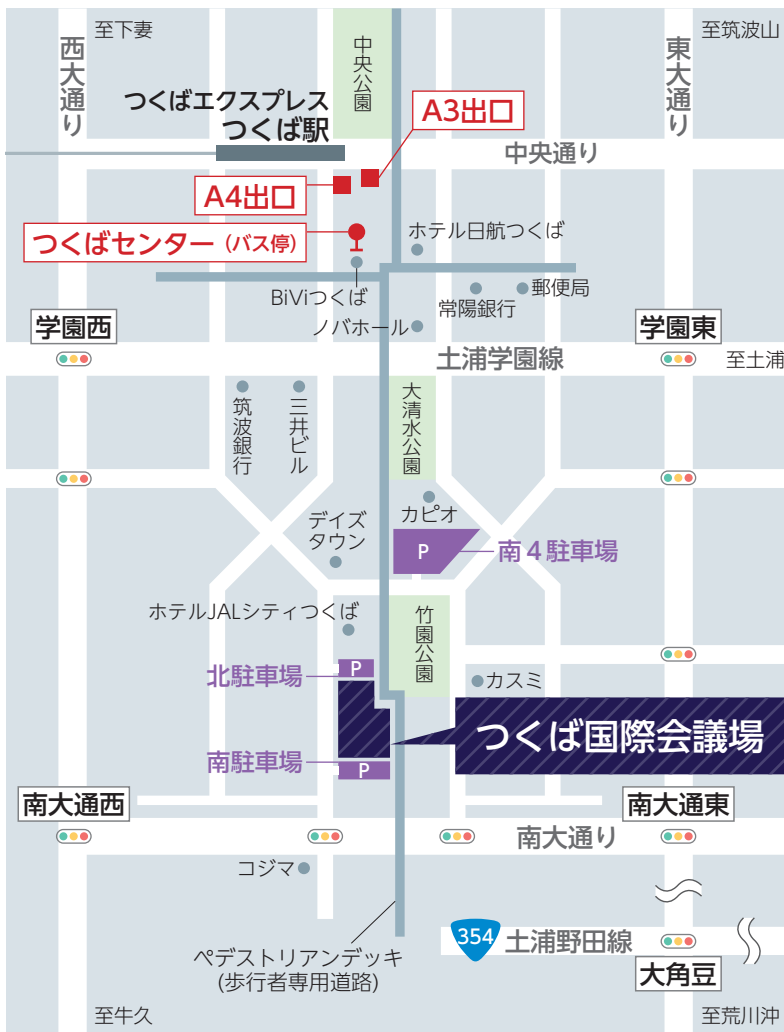 至下妻
至筑波山
西大通り
中央公園
東大通り
つくばエクスプレス
つくば駅
A3出口
中央通り
A4出口
つくばセンター (バス停)
ホテル日航つくば
BiViつくば
郵便局
常陽銀行
ノバホール
学園西
学園東
土浦学園線
至土浦
筑波銀行
三井ビル
大清水公園
カピオ
デイズ
タウン
P
南4駐車場
ホテルJALシティつくば
竹園公園
北駐車場
P
カスミ
つくば国際会議場
南駐車場
P
南大通西
南大通東
南大通り
コジマ
ペデストリアンデッキ
(歩行者専用道路)
354
土浦野田線
大角豆
至牛久
至荒川沖